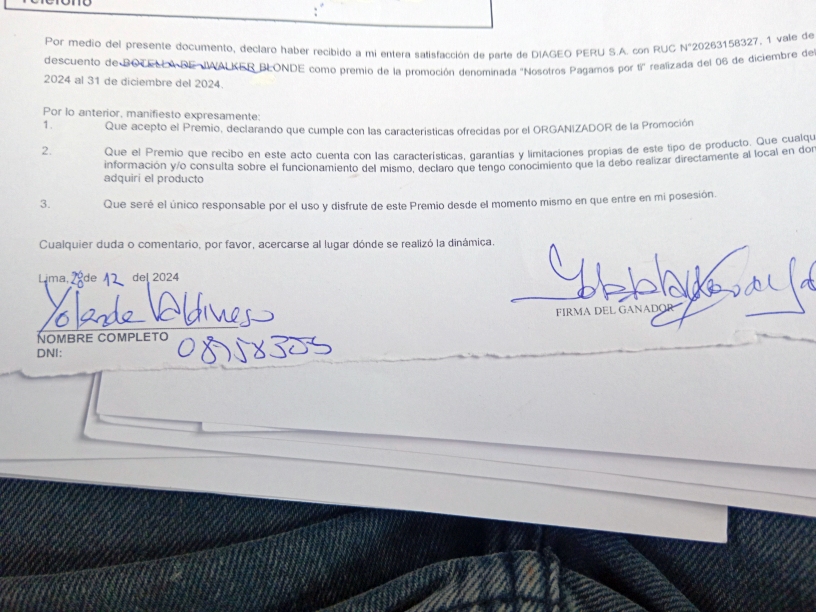 Teléfono :
Por medio del presente documento, declaro haber recibido a mi entera satisfacción de parte de DIAGEO PERU S.A. con RUC N°20263158327, 1 vale de
descuento de BOTELLA DE JWALKER BLONDE como premio de la promoción denominada "Nosotros Pagamos por ti" realizada del 06 de diciembre del
2024 al 31 de diciembre del 2024.
Por lo anterior, manifiesto expresamente:
1. Que acepto el Premio, declarando que cumple con las características ofrecidas por el ORGANIZADOR de la Promoción
2. Que el Premio que recibo en este acto cuenta con las características, garantías y limitaciones propias de este tipo de producto. Que cualqu
información y/o consulta sobre el funcionamiento del mismo, declaro que tengo conocimiento que la debo realizar directamente al local en don
adquirí el producto
3. Que seré el único responsable por el uso y disfrute de este Premio desde el momento mismo en que entre en mi posesión.
Cualquier duda o comentario, por favor, acercarse al lugar dónde se realizó la dinámica.
Lima, de 12 del 2024
Yolanda
FIRMA DEL GANADOR
NOMBRE COMPLETO
DNI: